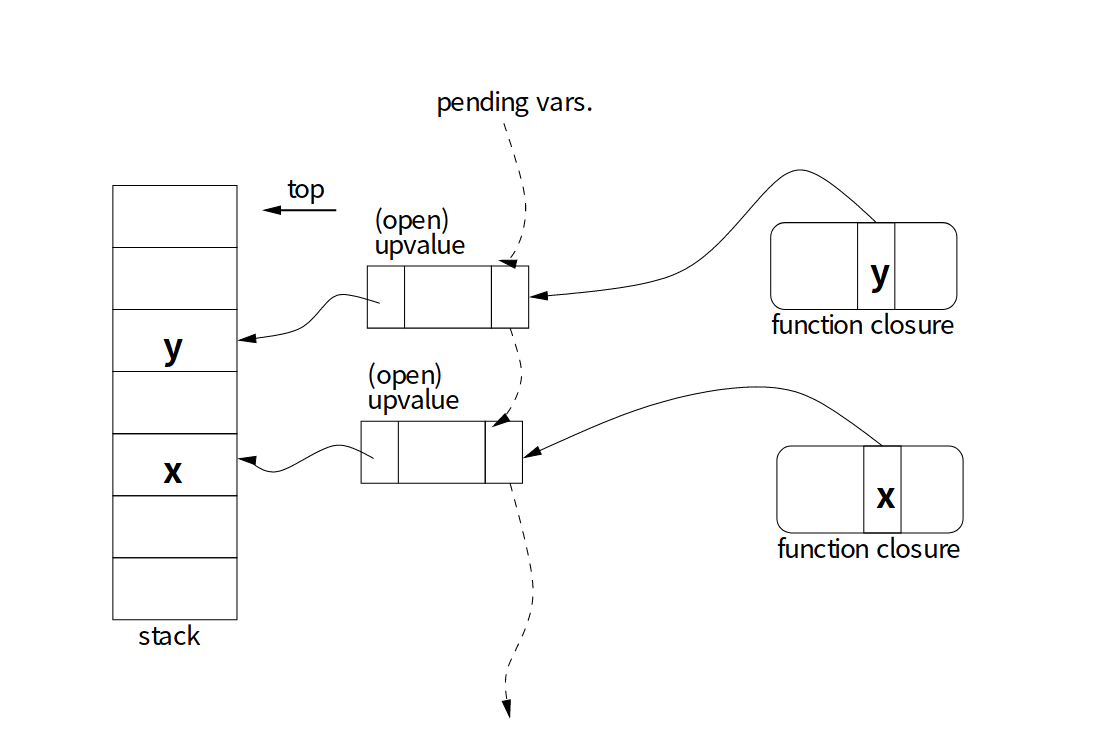 pending vars.
top
(open)
upvalue
y
function closure
y
(open)
upvalue
x
x
function closure
stack